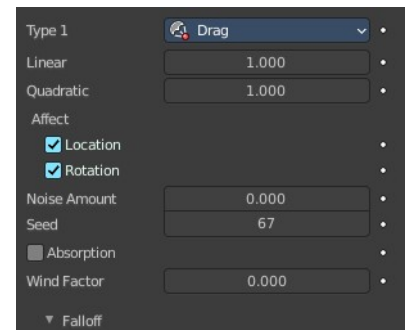 Type 1 Drag
Linear 1.000
Quadratic 1.000
Affect
Location
Rotation
Noise Amount 0.000
Seed 67
Absorption
Wind Factor 0.000
Falloff